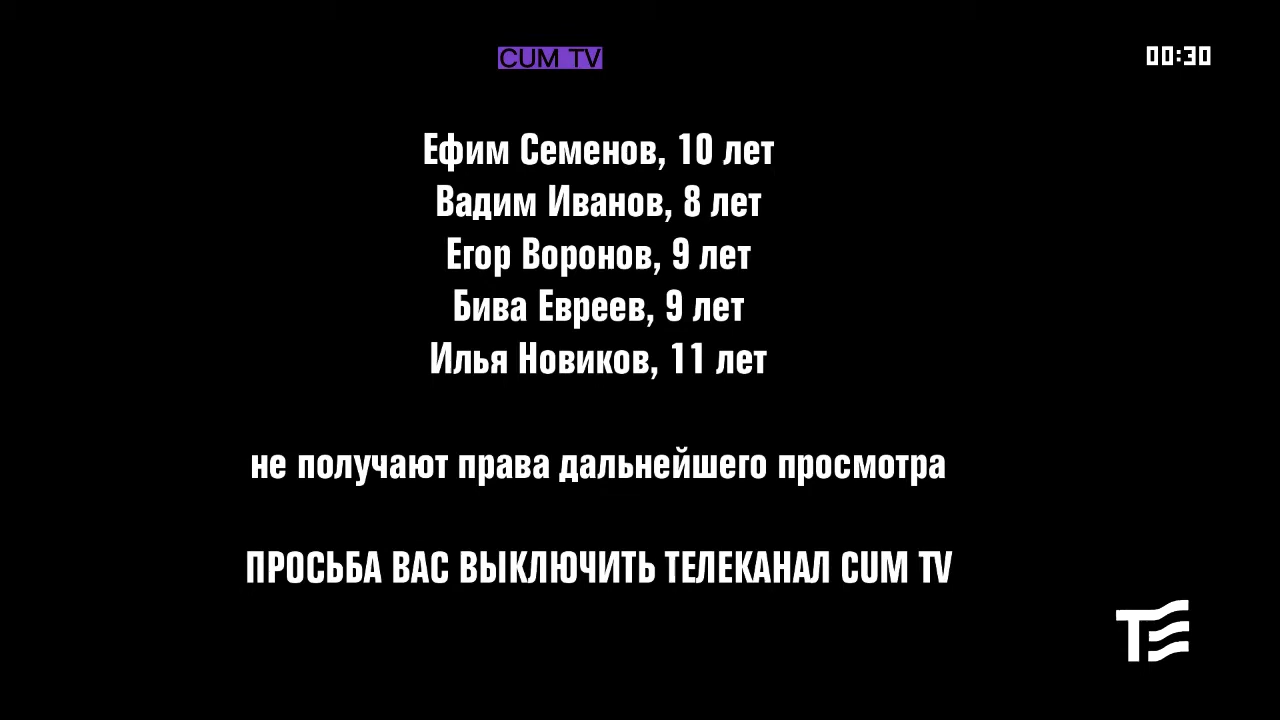 CUM TV
00:30
Ефим Семенов, 10 лет
Вадим Иванов, 8 лет
Егор Воронов, 9 лет
Бива Евреев, 9 лет
Илья Новиков, 11 лет
не получают права дальнейшего просмотра
ПРОСЬБА ВАС ВЫКЛЮЧИТЬ ТЕЛЕКАНАЛ CUM TV